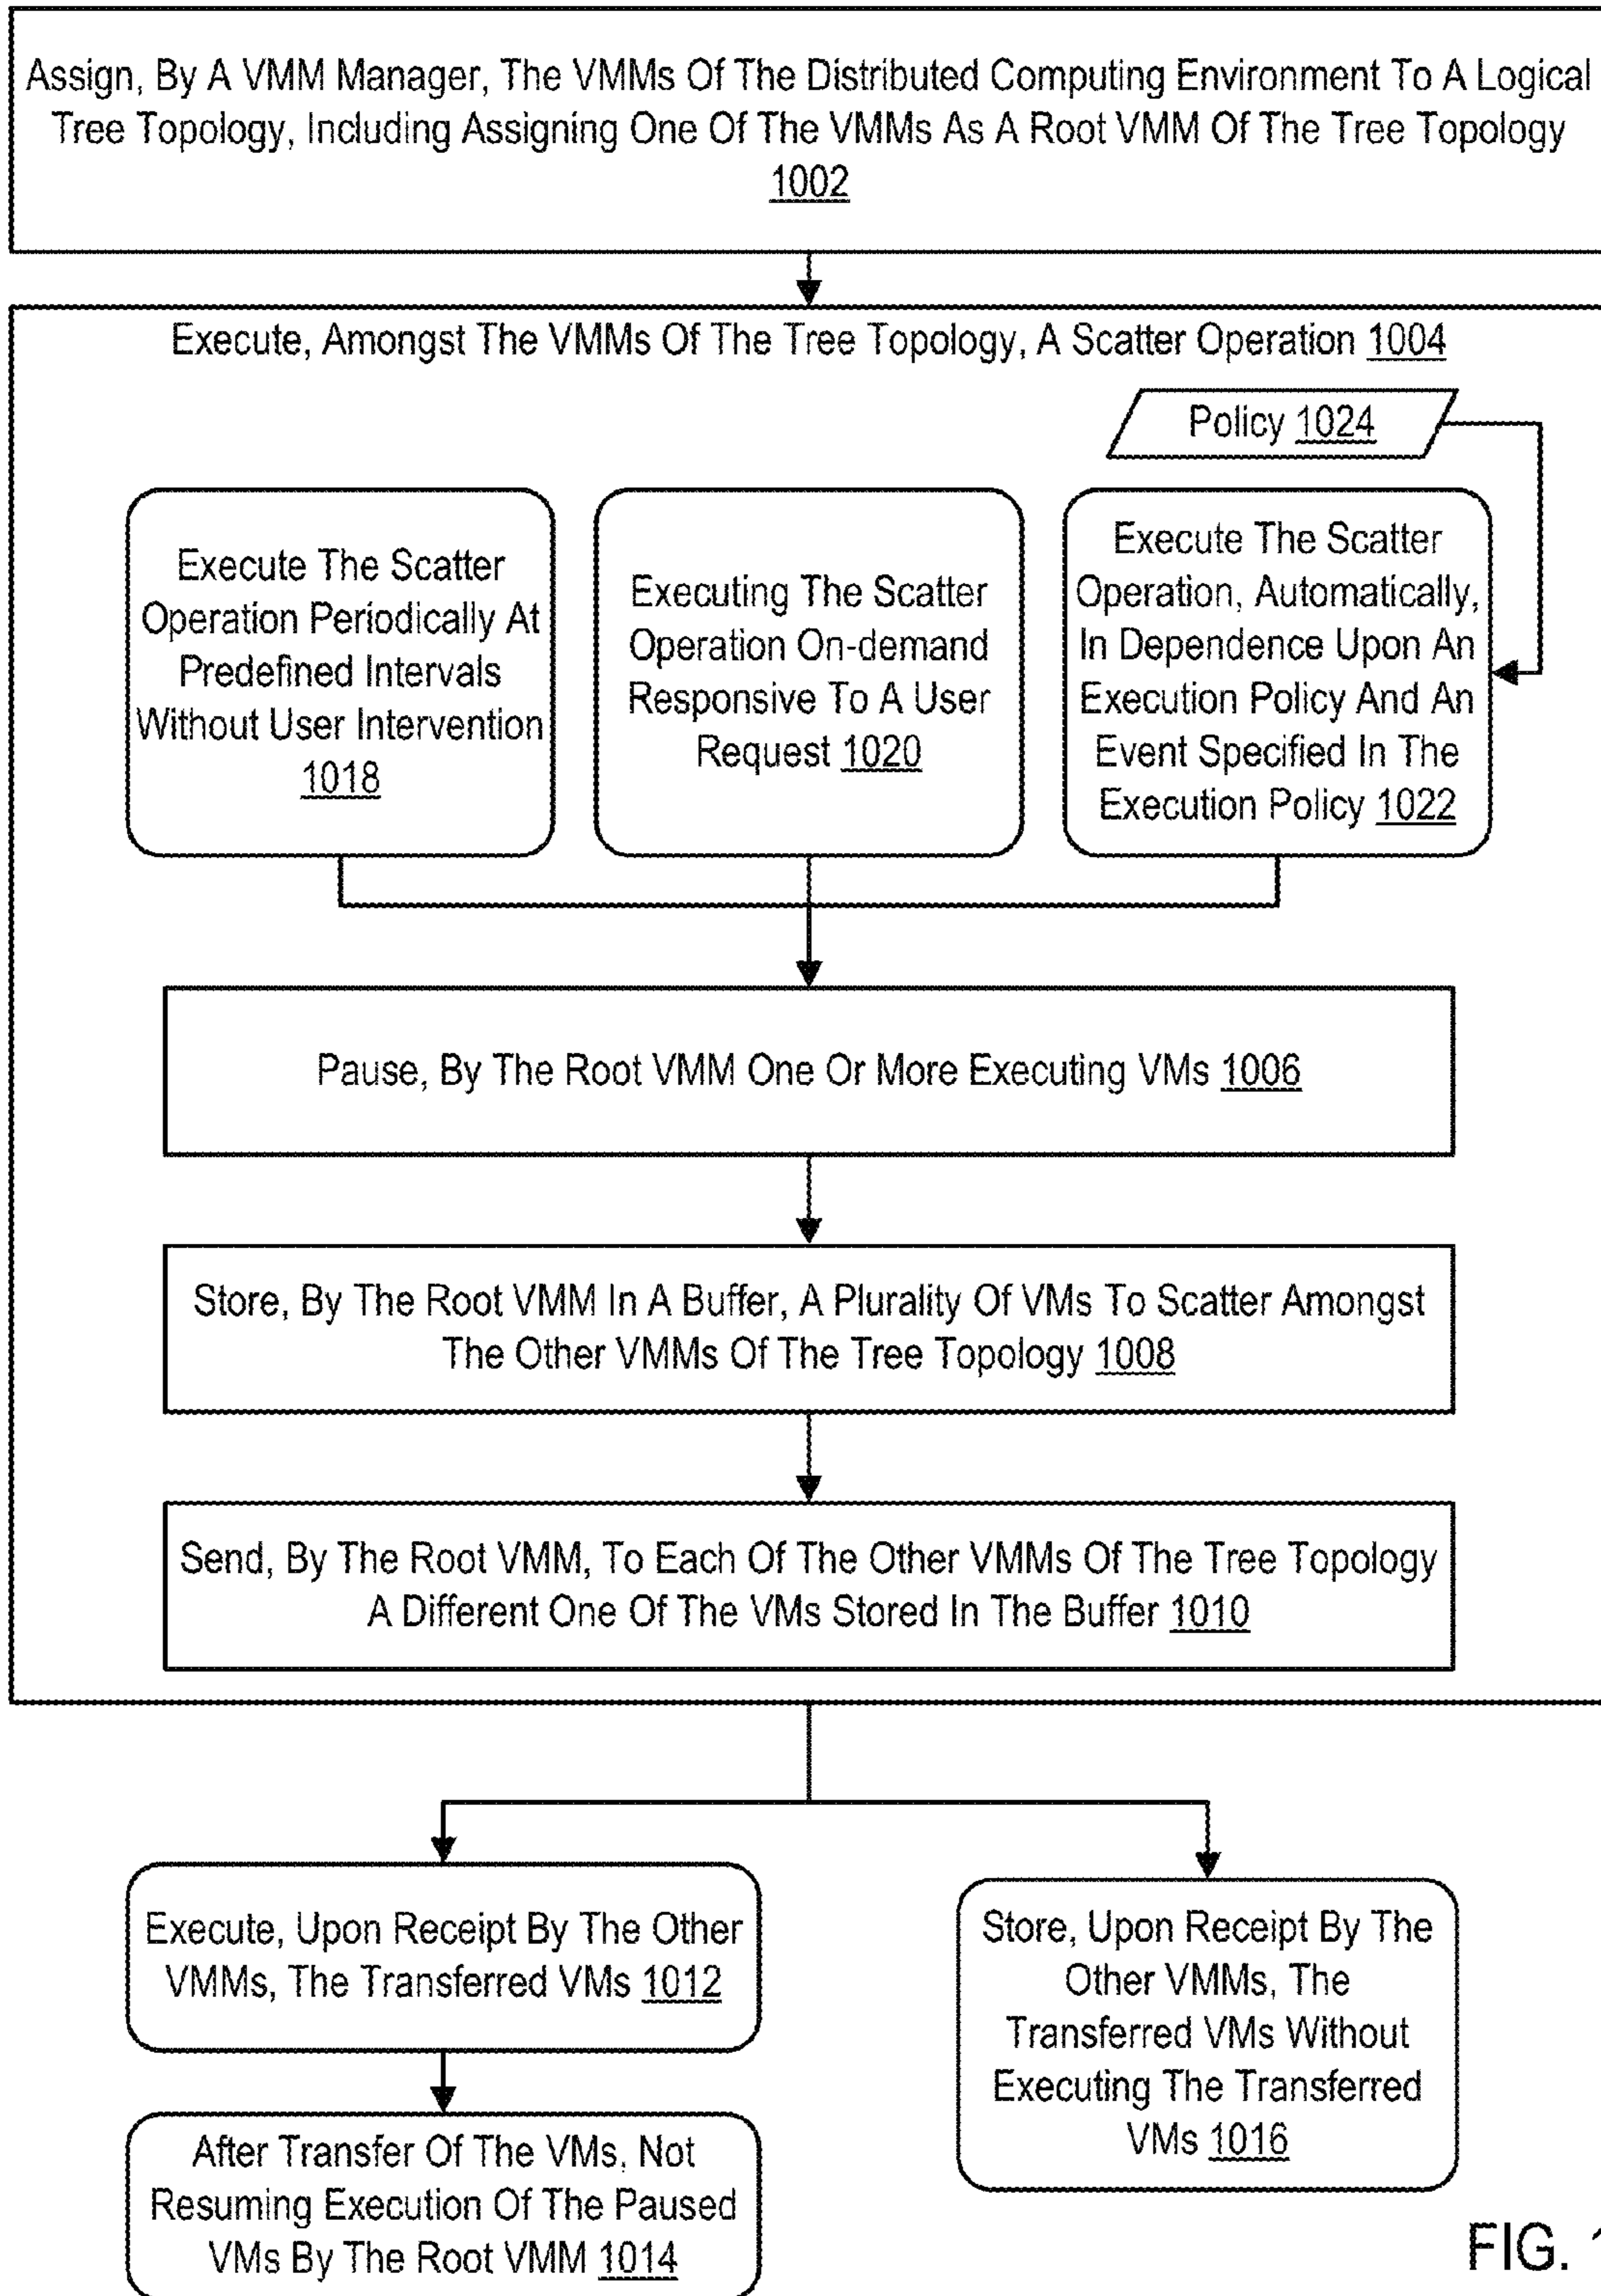 Assign, By A VMM Manager, The VMMs Of The Distributed Computing Environment To A Logical
Tree Topology, Including Assigning One Of The VMMs As A Root VMM Of The Tree Topology
1002
Execute, Amongst The VMMs Of The Tree Topology, A Scatter Operation 1004
Policy 1024
Execute The Scatter
Operation Periodically At
Predefined Intervals
Without User Intervention
1018
Executing The Scatter
Operation On-demand
Responsive To A User
Request 1020
Execute The Scatter
Operation, Automatically,
In Dependence Upon An
Execution Policy And An
Event Specified In The
Execution Policy 1022
Pause, By The Root VMM One Or More Executing VMs 1006
Store, By The Root VMM In A Buffer, A Plurality Of VMs To Scatter Amongst
The Other VMMs Of The Tree Topology 1008
Send, By The Root VMM, To Each Of The Other VMMs Of The Tree Topology
A Different One Of The VMs Stored In The Buffer 1010
Execute, Upon Receipt By The Other
VMMs, The Transferred VMs 1012
After Transfer Of The VMs, Not
Resuming Execution Of The Paused
VMs By The Root VMM 1014
Store, Upon Receipt By The
Other VMMs, The
Transferred VMs Without
Executing The Transferred
VMs 1016
FIG.